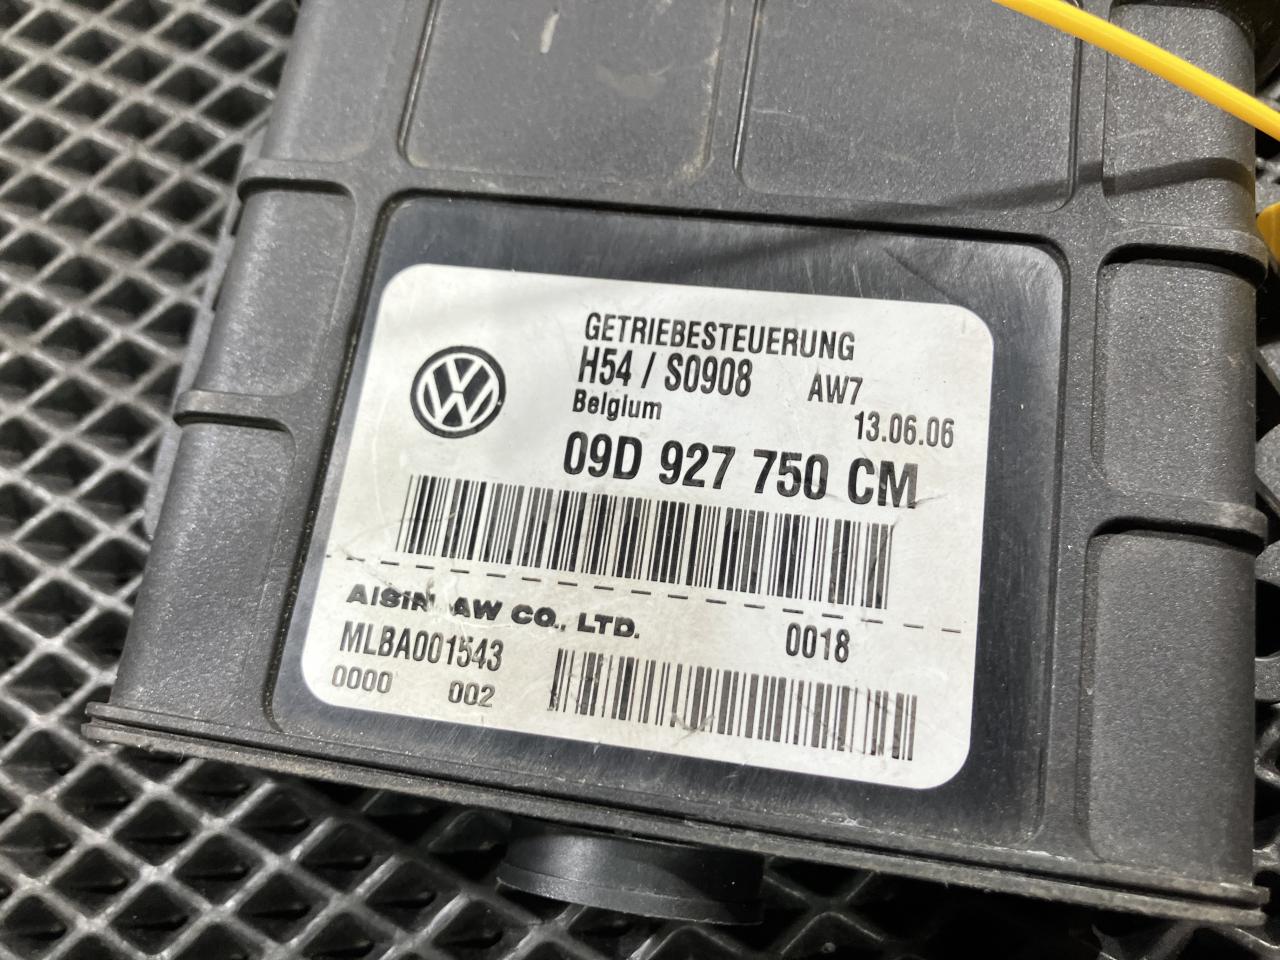 GETRIEBESTEUERUNG
H54 / S0908 AW7
Belgium 13.06.06
09D 927 750 CM
AISIN AW CO., LTD.
MLBA001543 0018
0000 002